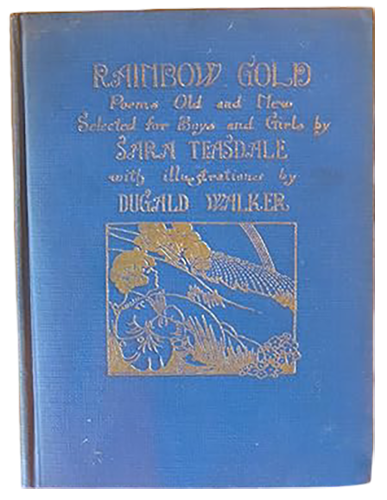 RAINBOW GOLD
Poems Old and New
Selected for Boys and Girls by
SARA TEASDALE
with illustrations by
DUGALD WALKER